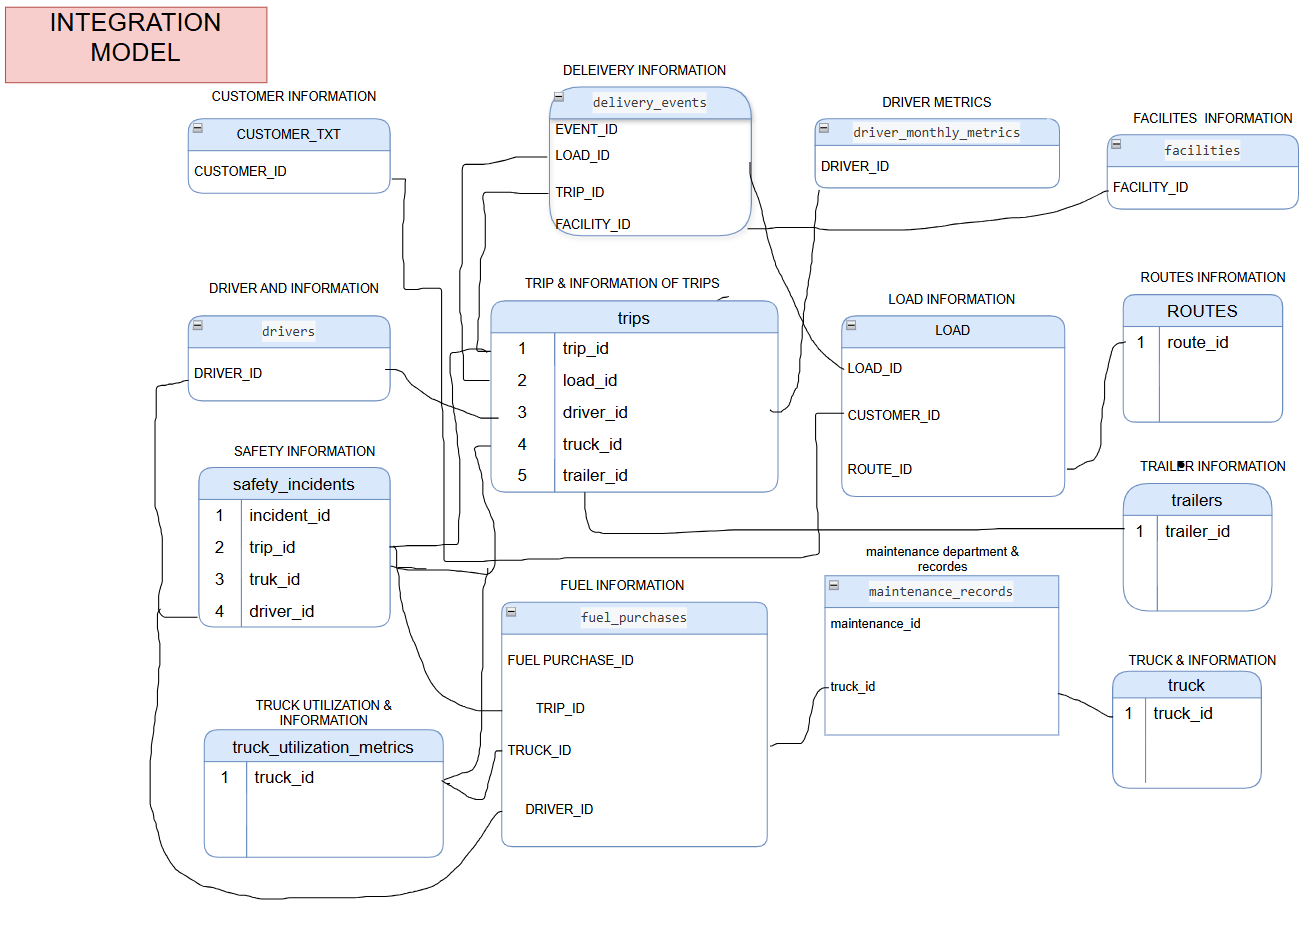 INTEGRATION
MODEL
CUSTOMER INFORMATION
CUSTOMER_TXT
CUSTOMER_ID
DELEIVERY INFORMATION
delivery_events
EVENT_ID
LOAD_ID
TRIP_ID
FACILITY_ID
DRIVER METRICS
driver_monthly_metrics
DRIVER_ID
FACILITES INFORMATION
facilities
FACILITY_ID
DRIVER AND INFORMATION
drivers
DRIVER_ID
TRIP & INFORMATION OF TRIPS
trips
1 trip_id
2 load_id
3 driver_id
4 truck_id
5 trailer_id
LOAD INFORMATION
LOAD
LOAD_ID
CUSTOMER_ID
ROUTE_ID
ROUTES INFROMATION
ROUTES
1 route_id
SAFETY INFORMATION
safety_incidents
1 incident_id
2 trip_id
3 truk_id
4 driver_id
TRAILER INFORMATION
trailers
1 trailer_id
FUEL INFORMATION
fuel_purchases
FUEL PURCHASE_ID
TRIP_ID
TRUCK_ID
DRIVER_ID
maintenance department &
recordes
maintenance_records
maintenance_id
truck_id
TRUCK & INFORMATION
truck
1 truck_id
TRUCK UTILIZATION &
INFORMATION
truck_utilization_metrics
1 truck_id